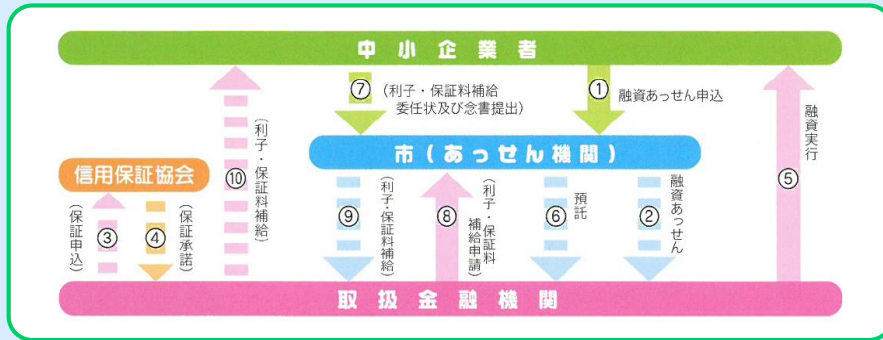 中小企業者
⑦
(利子・保証料補給
委任状及び念書提出)
①
融資あっせん申込
市(あっせん機関)
信用保証協会
③
(保証申込)
④
(保証承諾)
⑩
(利子・保証料補給)
⑨
(利子・保証料補給)
⑧
(利子・保証料
補給申請)
⑥
預託
②
融資あっせん
⑤
融資実行
取扱金融機関